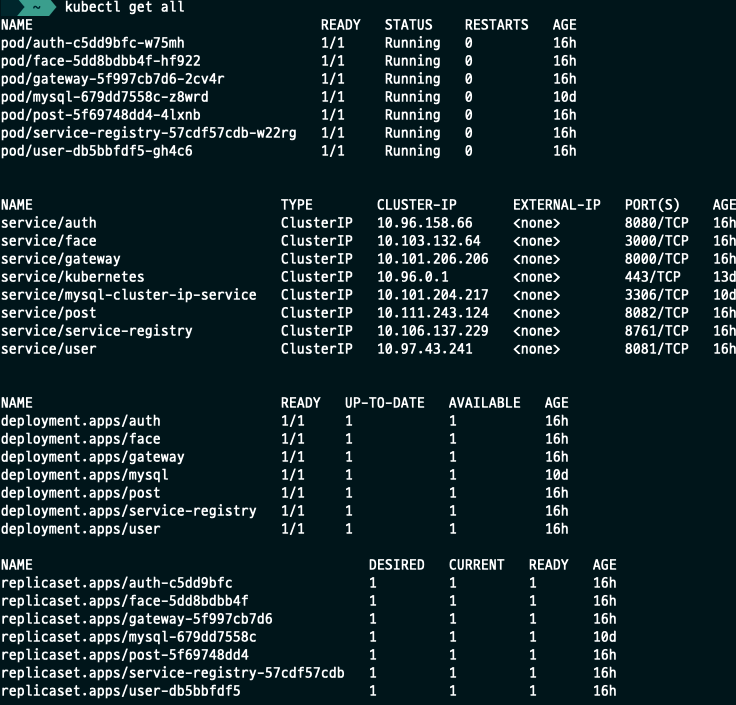 ~ kubectl get all
NAME READY STATUS RESTARTS AGE
pod/auth-c5dd9bfc-w75mh 1/1 Running 0 16h
pod/face-5dd8bdbb4f-hf922 1/1 Running 0 16h
pod/gateway-5f997cb7d6-2cv4r 1/1 Running 0 16h
pod/mysql-679dd7558c-z8wrd 1/1 Running 0 10d
pod/post-5f69748dd4-4lxnb 1/1 Running 0 16h
pod/service-registry-57cdf57cdb-w22rg 1/1 Running 0 16h
pod/user-db5bbfdf5-gh4c6 1/1 Running 0 16h
NAME TYPE CLUSTER-IP EXTERNAL-IP PORT(S) AGE
service/auth ClusterIP 10.96.158.66 <none> 8080/TCP 16h
service/face ClusterIP 10.103.132.64 <none> 3000/TCP 16h
service/gateway ClusterIP 10.101.206.206 <none> 8000/TCP 16h
service/kubernetes ClusterIP 10.96.0.1 <none> 443/TCP 13d
service/mysql-cluster-ip-service ClusterIP 10.101.204.217 <none> 3306/TCP 10d
service/post ClusterIP 10.111.243.124 <none> 8082/TCP 16h
service/service-registry ClusterIP 10.106.137.229 <none> 8761/TCP 16h
service/user ClusterIP 10.97.43.241 <none> 8081/TCP 16h
NAME READY UP-TO-DATE AVAILABLE AGE
deployment.apps/auth 1/1 1 1 16h
deployment.apps/face 1/1 1 1 16h
deployment.apps/gateway 1/1 1 1 16h
deployment.apps/mysql 1/1 1 1 10d
deployment.apps/post 1/1 1 1 16h
deployment.apps/service-registry 1/1 1 1 16h
deployment.apps/user 1/1 1 1 16h
NAME DESIRED CURRENT READY AGE
replicaset.apps/auth-c5dd9bfc 1 1 1 16h
replicaset.apps/face-5dd8bdbb4f 1 1 1 16h
replicaset.apps/gateway-5f997cb7d6 1 1 1 16h
replicaset.apps/mysql-679dd7558c 1 1 1 10d
replicaset.apps/post-5f69748dd4 1 1 1 16h
replicaset.apps/service-registry-57cdf57cdb 1 1 1 16h
replicaset.apps/user-db5bbfdf5 1 1 1 16h